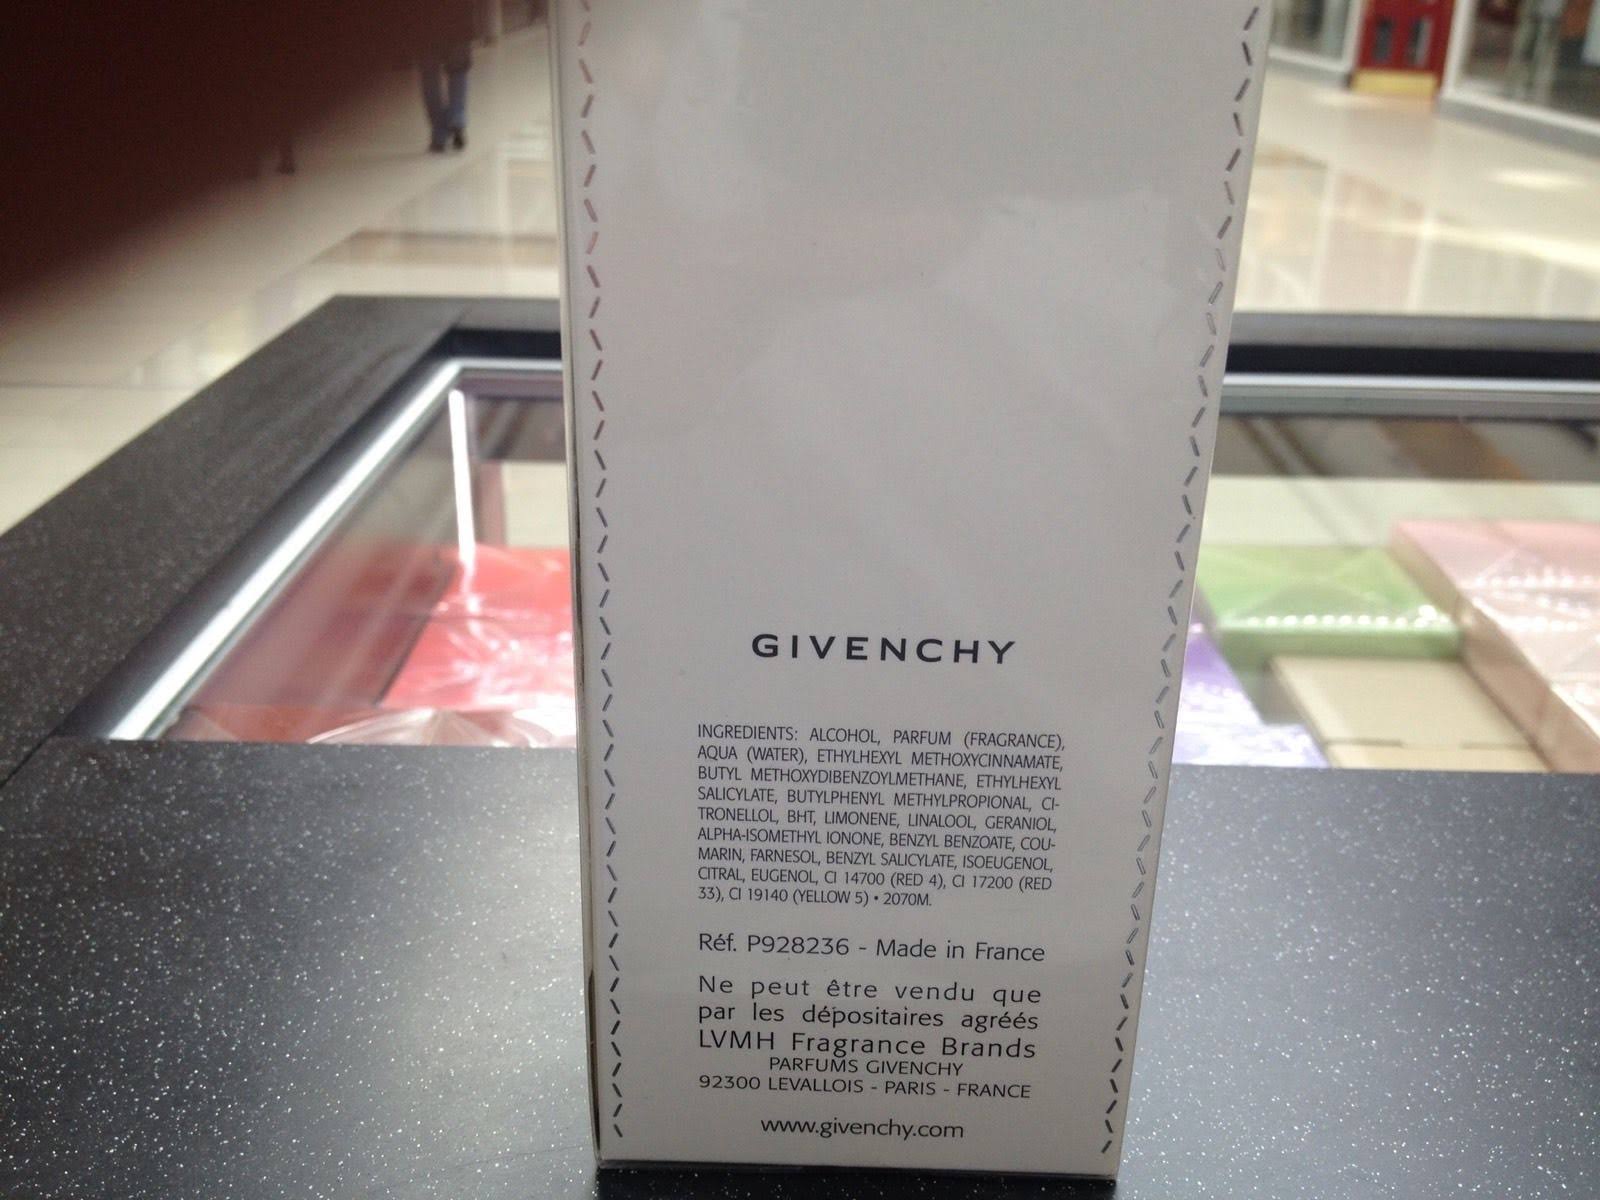 GIVENCHY
INGREDIENTS: ALCOHOL, PARFUM (FRAGRANCE),
AQUA (WATER), ETHYLHEXYL METHOXYCINNAMATE,
BUTYL METHOXYDIBENZOYLMETHANE, ETHYLHEXYL
SALICYLATE, BUTYLPHENYL METHYLPROPIONAL, CI-
TRONELLOL, BHT, LIMONENE, LINALOOL, GERANIOL,
ALPHA-ISOMETHYL IONONE, BENZYL BENZOATE, COU-
MARIN, FARNESOL, BENZYL SALICYLATE, ISOEUGENOL,
CITRAL, EUGENOL, CI 14700 (RED 4), CI 17200 (RED
33), CI 19140 (YELLOW 5) • 2070M.
Réf. P928236 - Made in France
Ne peut être vendu que
par les dépositaires agréés
LVMH Fragrance Brands
PARFUMS GIVENCHY
92300 LEVALLOIS - PARIS - FRANCE
www.givenchy.com